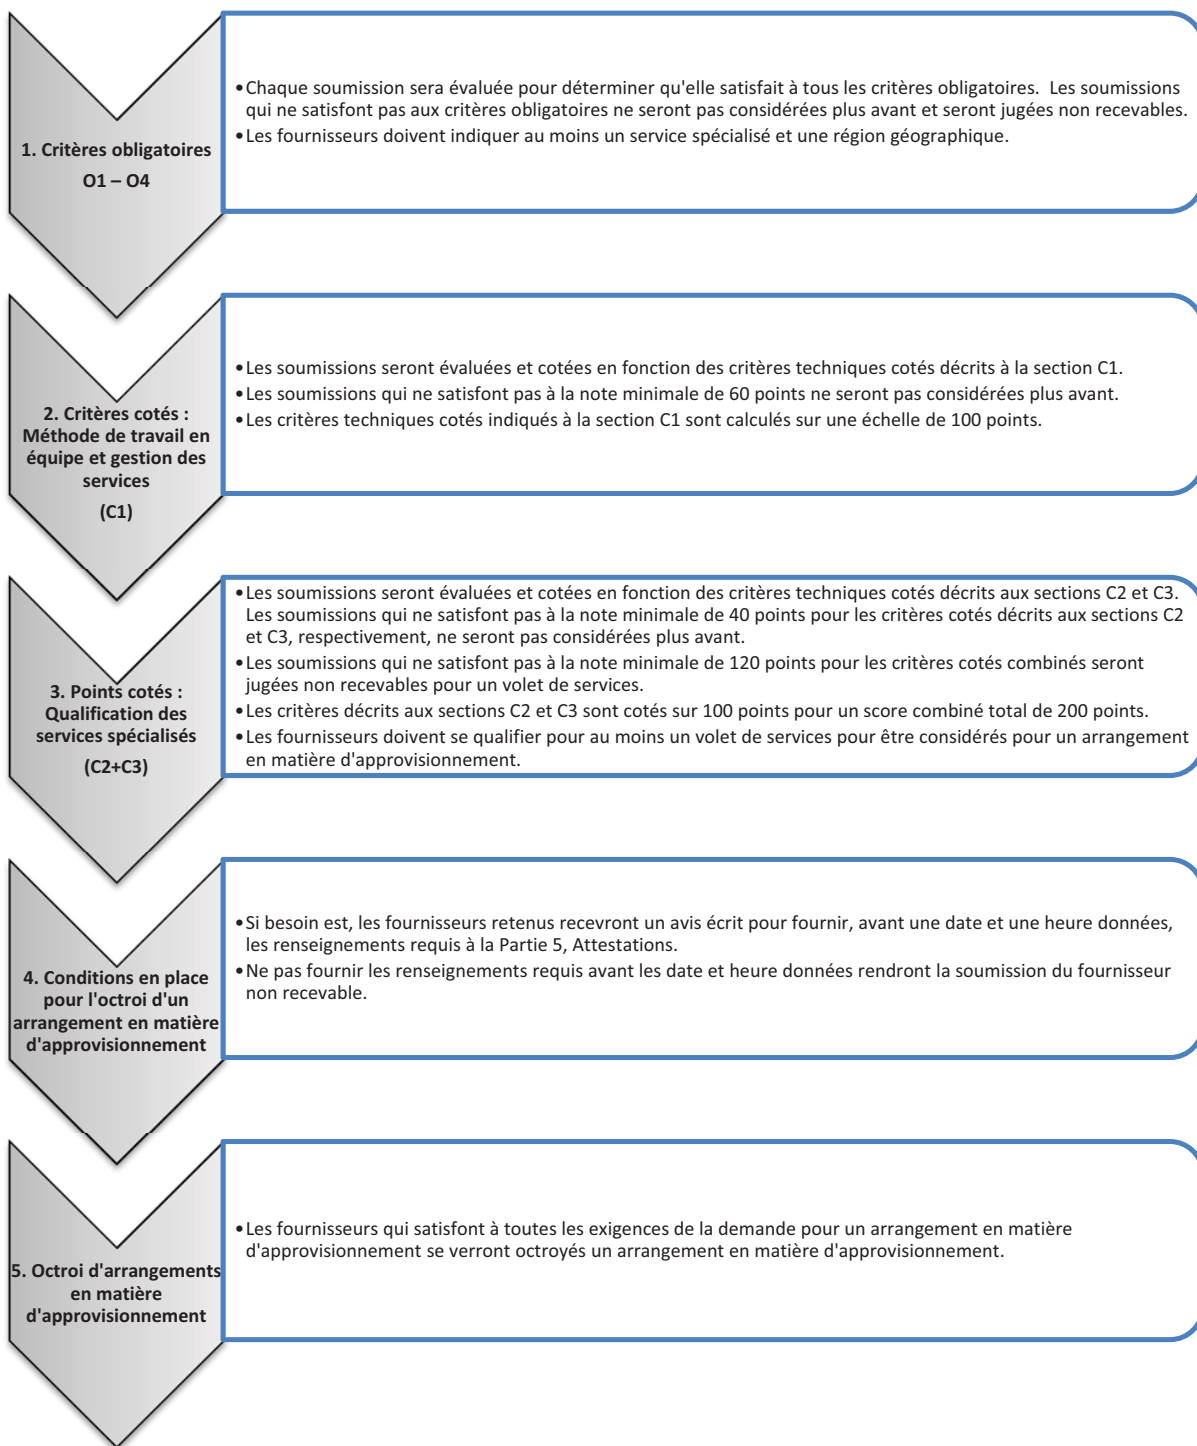 1. Critères obligatoires
O1 – O4
•Chaque soumission sera évaluée pour déterminer qu'elle satisfait à tous les critères obligatoires.  Les soumissions
qui ne satisfont pas aux critères obligatoires ne seront pas considérées plus avant et seront jugées non recevables.
•Les fournisseurs doivent indiquer au moins un service spécialisé et une région géographique.
2. Critères cotés :
Méthode de travail en
équipe et gestion des
services
(C1)
•Les soumissions seront évaluées et cotées en fonction des critères techniques cotés décrits à la section C1.
•Les soumissions qui ne satisfont pas à la note minimale de 60 points ne seront pas considérées plus avant.
•Les critères techniques cotés indiqués à la section C1 sont calculés sur une échelle de 100 points.
3. Points cotés :
Qualification des
services spécialisés
(C2+C3)
•Les soumissions seront évaluées et cotées en fonction des critères techniques cotés décrits aux sections C2 et C3.
Les soumissions qui ne satisfont pas à la note minimale de 40 points pour les critères cotés décrits aux sections C2
et C3, respectivement, ne seront pas considérées plus avant.
•Les soumissions qui ne satisfont pas à la note minimale de 120 points pour les critères cotés combinés seront
jugées non recevables pour un volet de services.
•Les critères décrits aux sections C2 et C3 sont cotés sur 100 points pour un score combiné total de 200 points.
•Les fournisseurs doivent se qualifier pour au moins un volet de services pour être considérés pour un arrangement
en matière d'approvisionnement.
4. Conditions en place
pour l'octroi d'un
arrangement en matière
d'approvisionnement
•Si besoin est, les fournisseurs retenus recevront un avis écrit pour fournir, avant une date et une heure données,
les renseignements requis à la Partie 5, Attestations.
•Ne pas fournir les renseignements requis avant les date et heure données rendront la soumission du fournisseur
non recevable.
5. Octroi d'arrangements
en matière
d'approvisionnement
•Les fournisseurs qui satisfont à toutes les exigences de la demande pour un arrangement en matière
d'approvisionnement se verront octroyés un arrangement en matière d'approvisionnement.